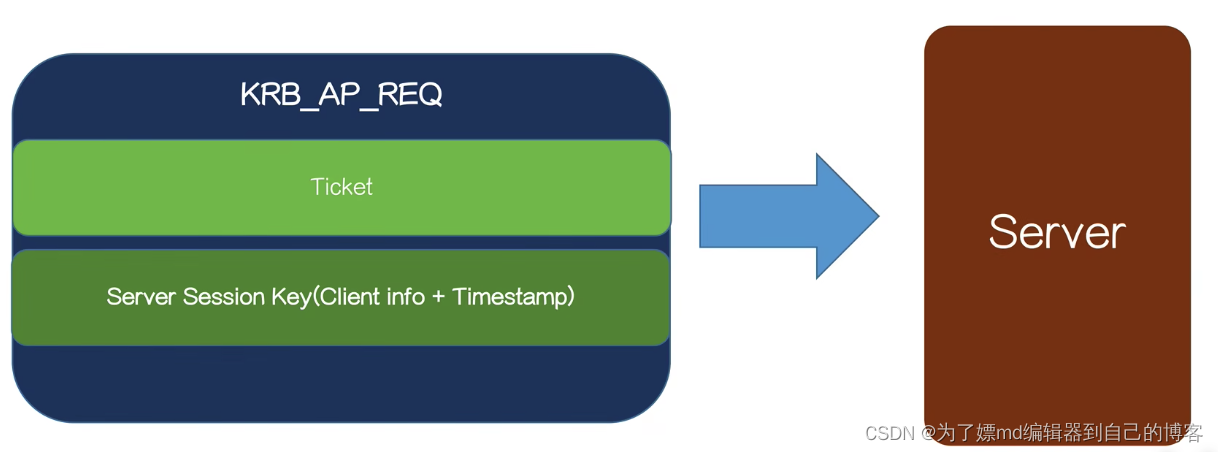 KRB_AP_REQ
Ticket
Server Session Key(Client info + Timestamp)
Server
CSDN @为了嫖md编辑器到自己的博客